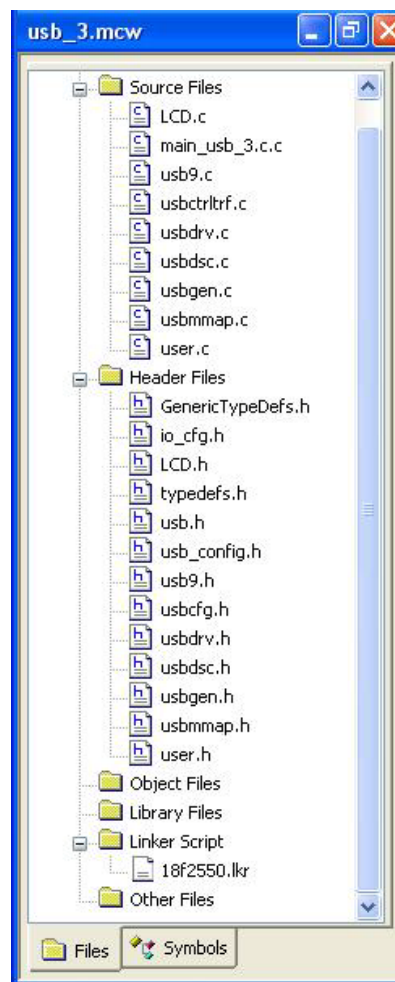 usb_3.mcw
Source Files
LCD.c
main_usb_3.c.c
usb9.c
usbctrltrf.c
usbdrv.c
usbdsc.c
usbgen.c
usbmmap.c
user.c
Header Files
GenericTypeDefs.h
io_cfg.h
LCD.h
typedefs.h
usb.h
usb_config.h
usb9.h
usbcfg.h
usbdrv.h
usbdsc.h
usbgen.h
usbmmap.h
user.h
Object Files
Library Files
Linker Script
18f2550.lkr
Other Files
Files Symbols